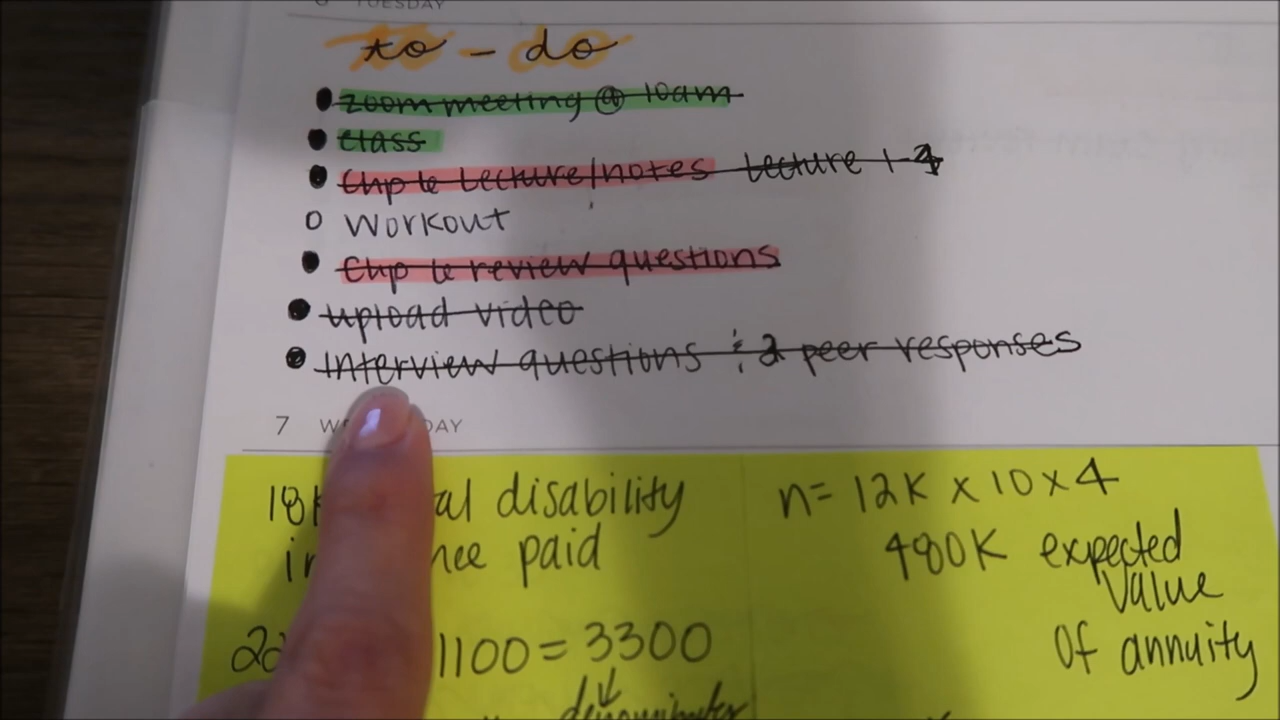 TUESDAY
to - do
zoom meeting @ 10am
class
Chp 6 Lecture/notes Lecture 1-4
Workout
Chp 6 review questions
upload video
Interview questions & 2 peer responses
7 DAY
18K disability
paid
1100 = 3300
n= 12K x 10 x 4
480K expected
Value
of annuity